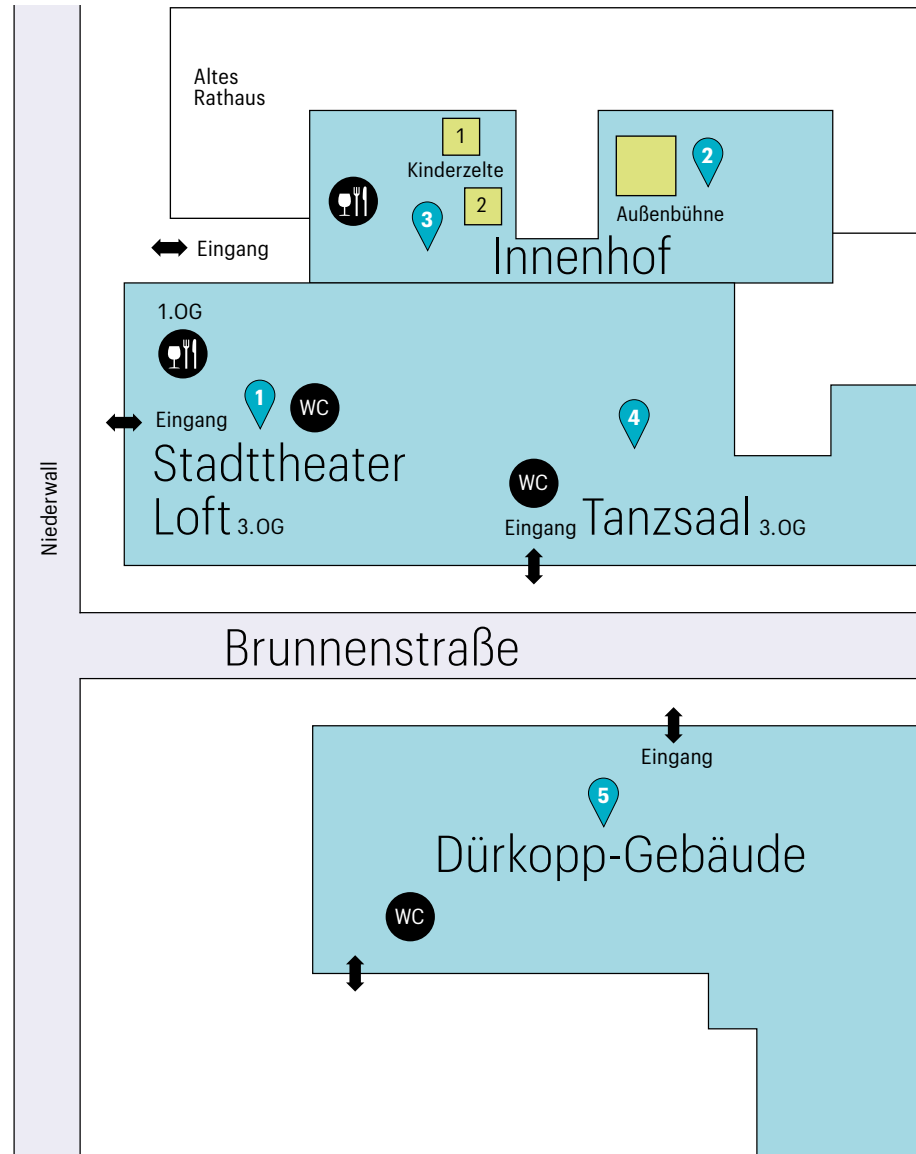 Altes
Rathaus
1
Kinderzelte
2
3
2
Außenbühne
Eingang
Innenhof
1.OG
1
WC
Eingang
Stadttheater
Loft 3.OG
4
WC
Eingang
Tanzsaal 3.OG
Niederwall
Brunnenstraße
Eingang
5
Dürkopp-Gebäude
WC